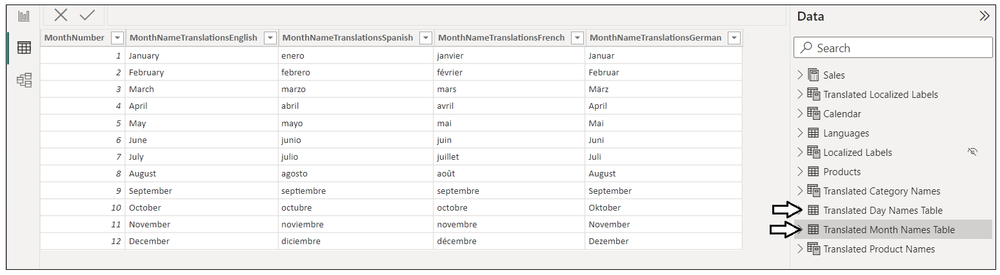 MonthNumber MonthNameTranslationsEnglish MonthNameTranslationsSpanish MonthNameTranslationsFrench MonthNameTranslationsGerman
1 January enero janvier Januar
2 February febrero février Februar
3 March marzo mars März
4 April abril avril April
5 May mayo mai Mai
6 June junio juin Juni
7 July julio juillet Juli
8 August agosto août August
9 September septiembre septembre September
10 October octubre octobre Oktober
11 November noviembre novembre November
12 December diciembre décembre Dezember
Data
Search
Sales
Translated Localized Labels
Calendar
Languages
Localized Labels
Products
Translated Category Names
Translated Day Names Table
Translated Month Names Table
Translated Product Names